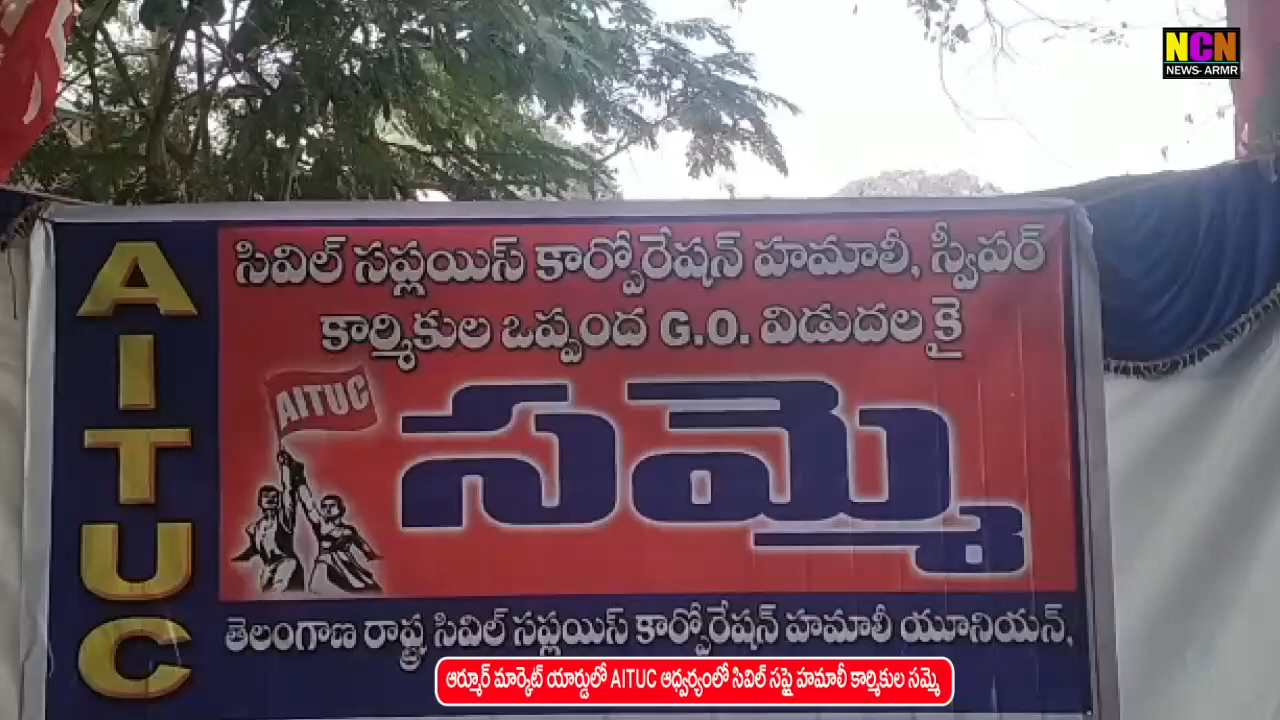 NCN
NEWS- ARMR
AITUC
సివిల్ సప్లయిస్ కార్పోరేషన్ హమాలీ, స్వీపర్
కార్మికుల ఒప్పంద G.O. విడుదల కై
AITUC
సమ్మె
తెలంగాణ రాష్ట్ర సివిల్ సప్లయిస్ కార్పోరేషన్ హమాలీ యూనియన్,
ఆర్మూర్ మార్కెట్ యార్డులో AITUC ఆధ్వర్యంలో సివిల్ సప్లై హమాలీ కార్మికుల సమ్మె